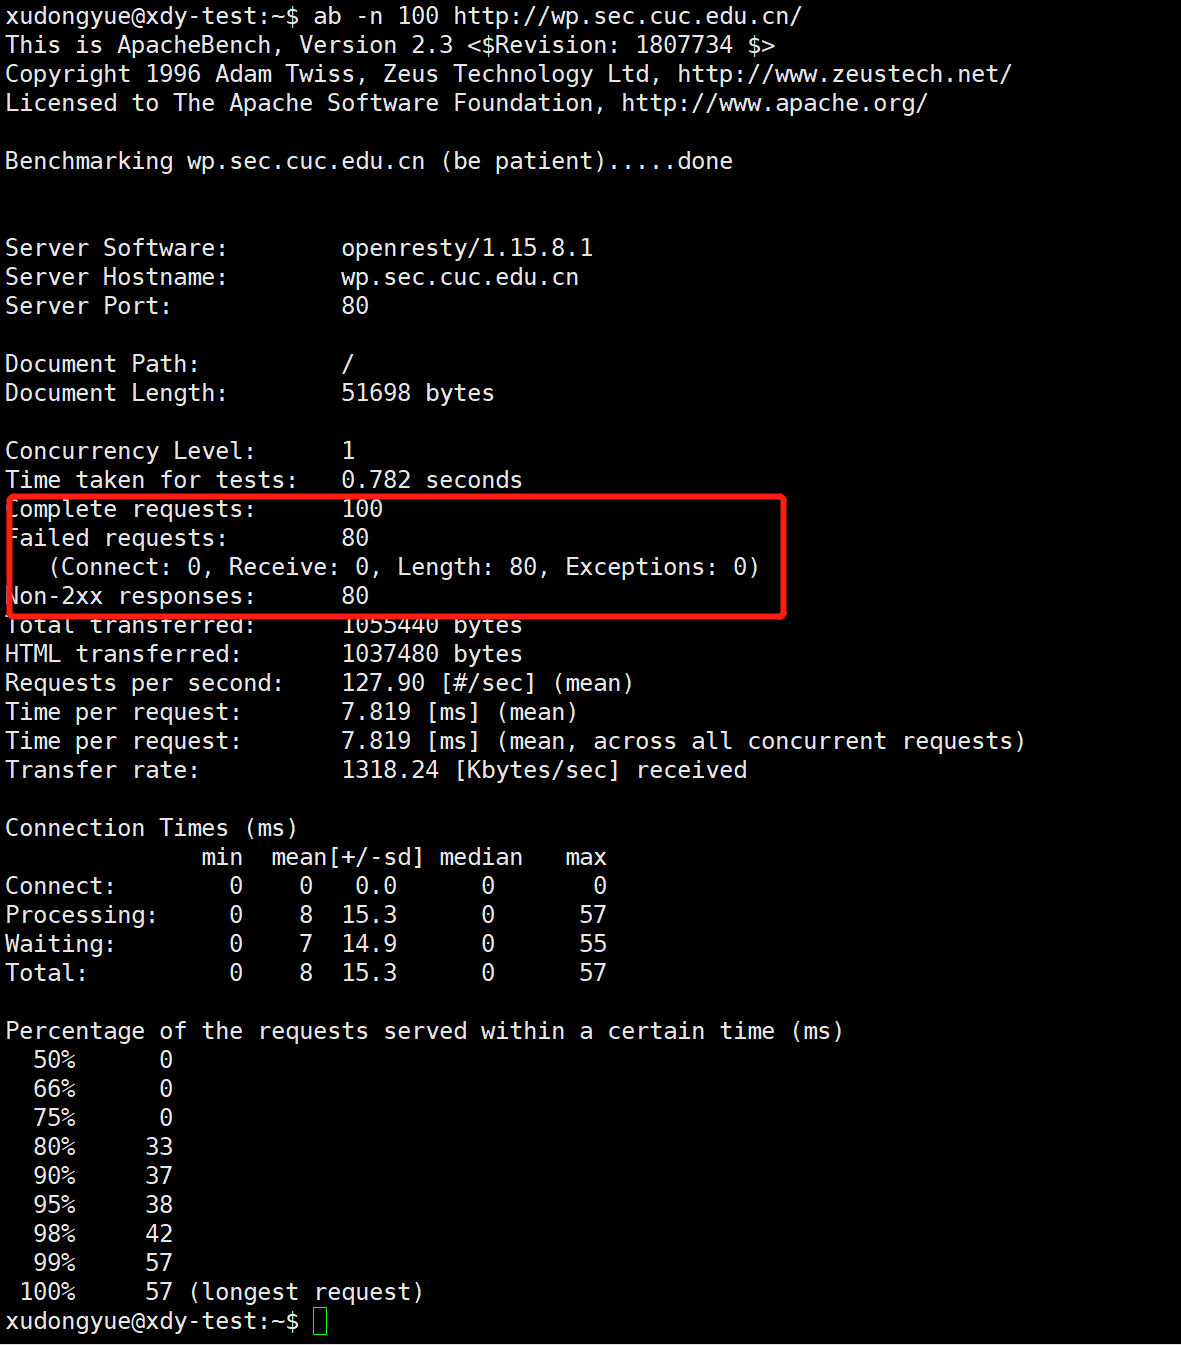 xudongyue@xdy-test:~$ ab -n 100 http://wp.sec.cuc.edu.cn/
This is ApacheBench, Version 2.3 <$Revision: 1807734 $>
Copyright 1996 Adam Twiss, Zeus Technology Ltd, http://www.zeustech.net/
Licensed to The Apache Software Foundation, http://www.apache.org/

Benchmarking wp.sec.cuc.edu.cn (be patient).....done


Server Software:        openresty/1.15.8.1
Server Hostname:        wp.sec.cuc.edu.cn
Server Port:            80

Document Path:          /
Document Length:        51698 bytes

Concurrency Level:      1
Time taken for tests:   0.782 seconds
Complete requests:      100
Failed requests:        80
   (Connect: 0, Receive: 0, Length: 80, Exceptions: 0)
Non-2xx responses:      80
Total transferred:      1055440 bytes
HTML transferred:       1037480 bytes
Requests per second:    127.90 [#/sec] (mean)
Time per request:       7.819 [ms] (mean)
Time per request:       7.819 [ms] (mean, across all concurrent requests)
Transfer rate:          1318.24 [Kbytes/sec] received

Connection Times (ms)
              min  mean[+/-sd] median   max
Connect:        0    0   0.0      0       0
Processing:     0    8  15.3      0      57
Waiting:        0    7  14.9      0      55
Total:          0    8  15.3      0      57

Percentage of the requests served within a certain time (ms)
  50%      0
  66%      0
  75%      0
  80%     33
  90%     37
  95%     38
  98%     42
  99%     57
 100%     57 (longest request)
xudongyue@xdy-test:~$